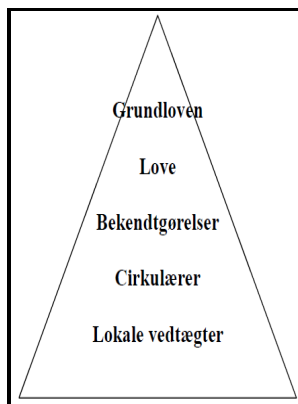 Grundloven
Love
Bekendtgørelser
Cirkulærer
Lokale vedtægter